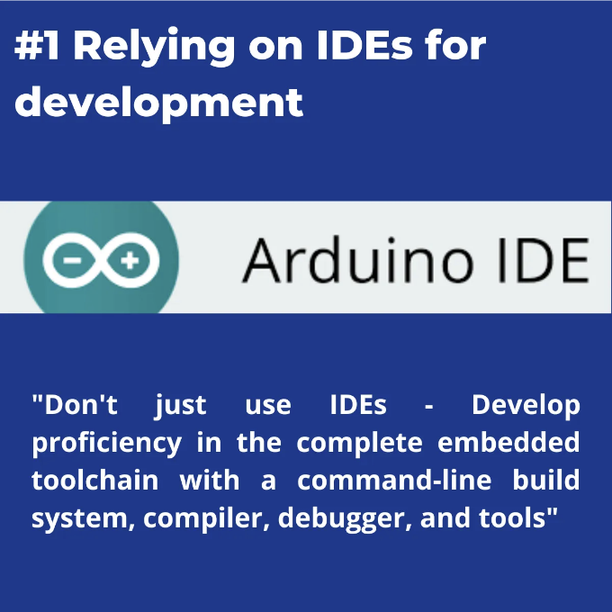 #1 Relying on IDEs for
development
Arduino IDE
"Don't just use IDEs - Develop
proficiency in the complete embedded
toolchain with a command-line build
system, compiler, debugger, and tools"